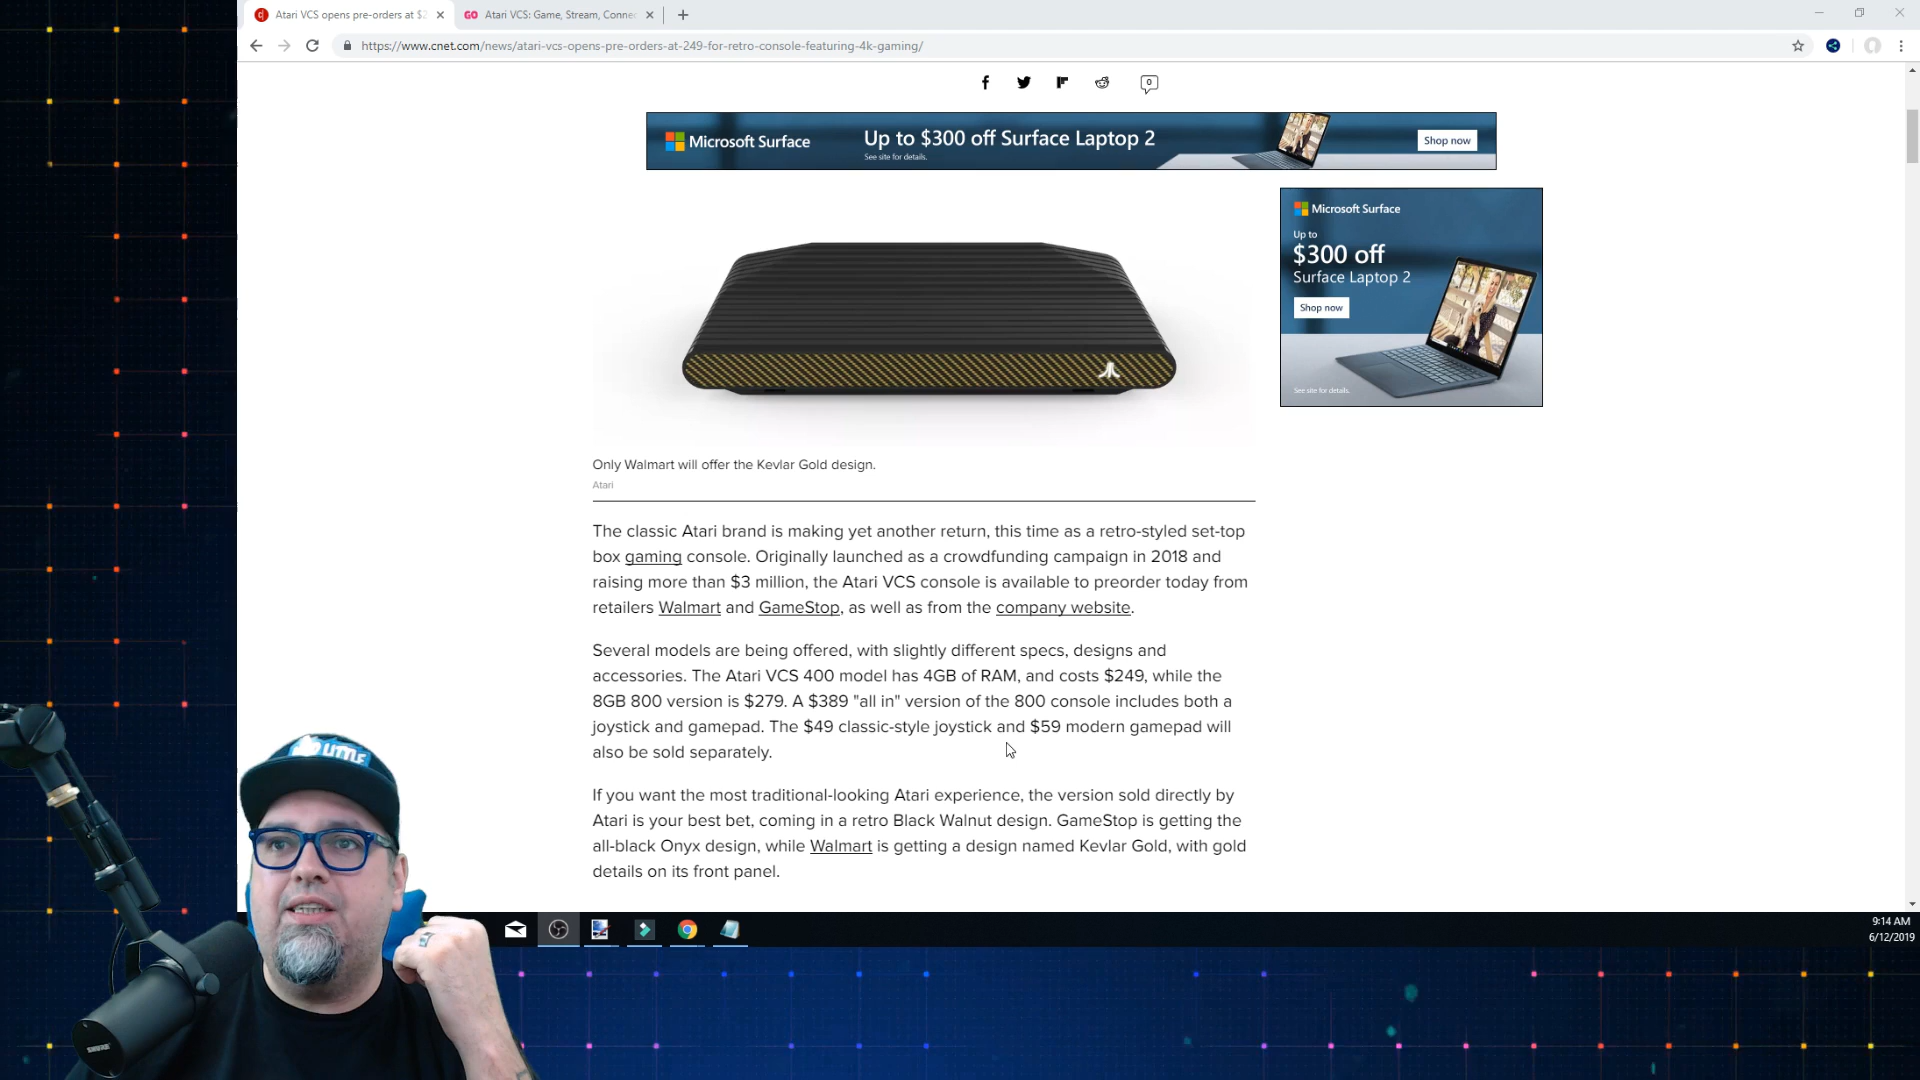 Atari VCS opens pre-orders at $2
Atari VCS: Game, Stream, Connec
https://www.cnet.com/news/atari-vcs-opens-pre-orders-at-249-for-retro-console-featuring-4k-gaming/
0
Microsoft Surface
Up to $300 off Surface Laptop 2
See site for details.
Shop now
Microsoft Surface
Up to
$300 off
Surface Laptop 2
Shop now
See site for details.
Only Walmart will offer the Kevlar Gold design.
Atari
The classic Atari brand is making yet another return, this time as a retro-styled set-top
box gaming console. Originally launched as a crowdfunding campaign in 2018 and
raising more than $3 million, the Atari VCS console is available to preorder today from
retailers Walmart and GameStop, as well as from the company website.
Several models are being offered, with slightly different specs, designs and
accessories. The Atari VCS 400 model has 4GB of RAM, and costs $249, while the
8GB 800 version is $279. A $389 "all in" version of the 800 console includes both a
joystick and gamepad. The $49 classic-style joystick and $59 modern gamepad will
also be sold separately.
If you want the most traditional-looking Atari experience, the version sold directly by
Atari is your best bet, coming in a retro Black Walnut design. GameStop is getting the
all-black Onyx design, while Walmart is getting a design named Kevlar Gold, with gold
details on its front panel.
LITTLE
SHURE
9:14 AM
6/12/2019